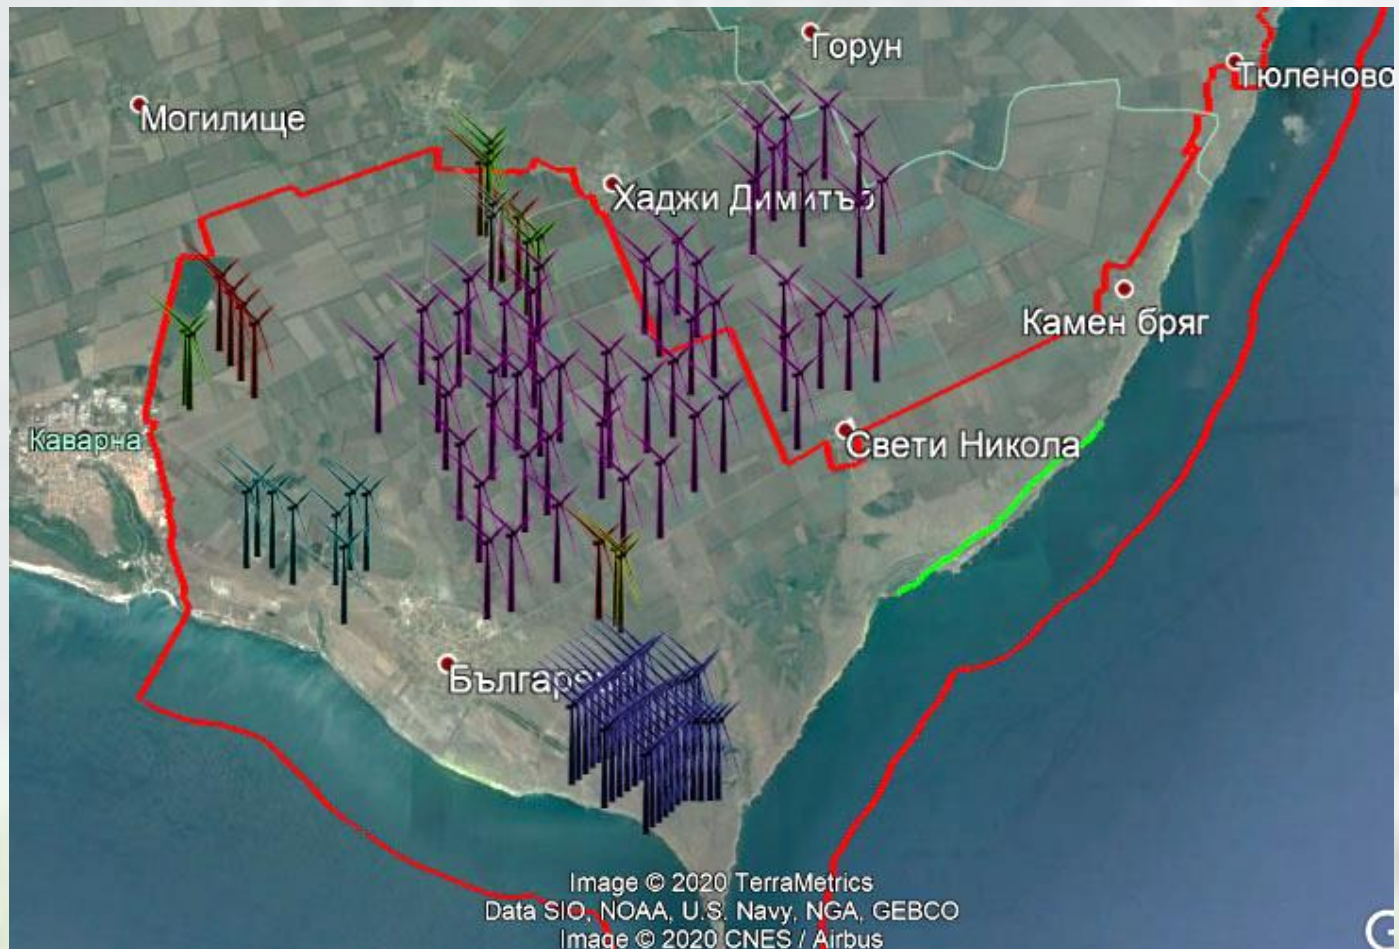 Горун
Тюленово
Могилище
Хаджи Димитър
Камен бряг
Каварна
Свети Никола
Българево
Image © 2020 TerraMetrics
Data SIO, NOAA, U.S. Navy, NGA, GEBCO
Image © 2020 CNES / Airbus
G